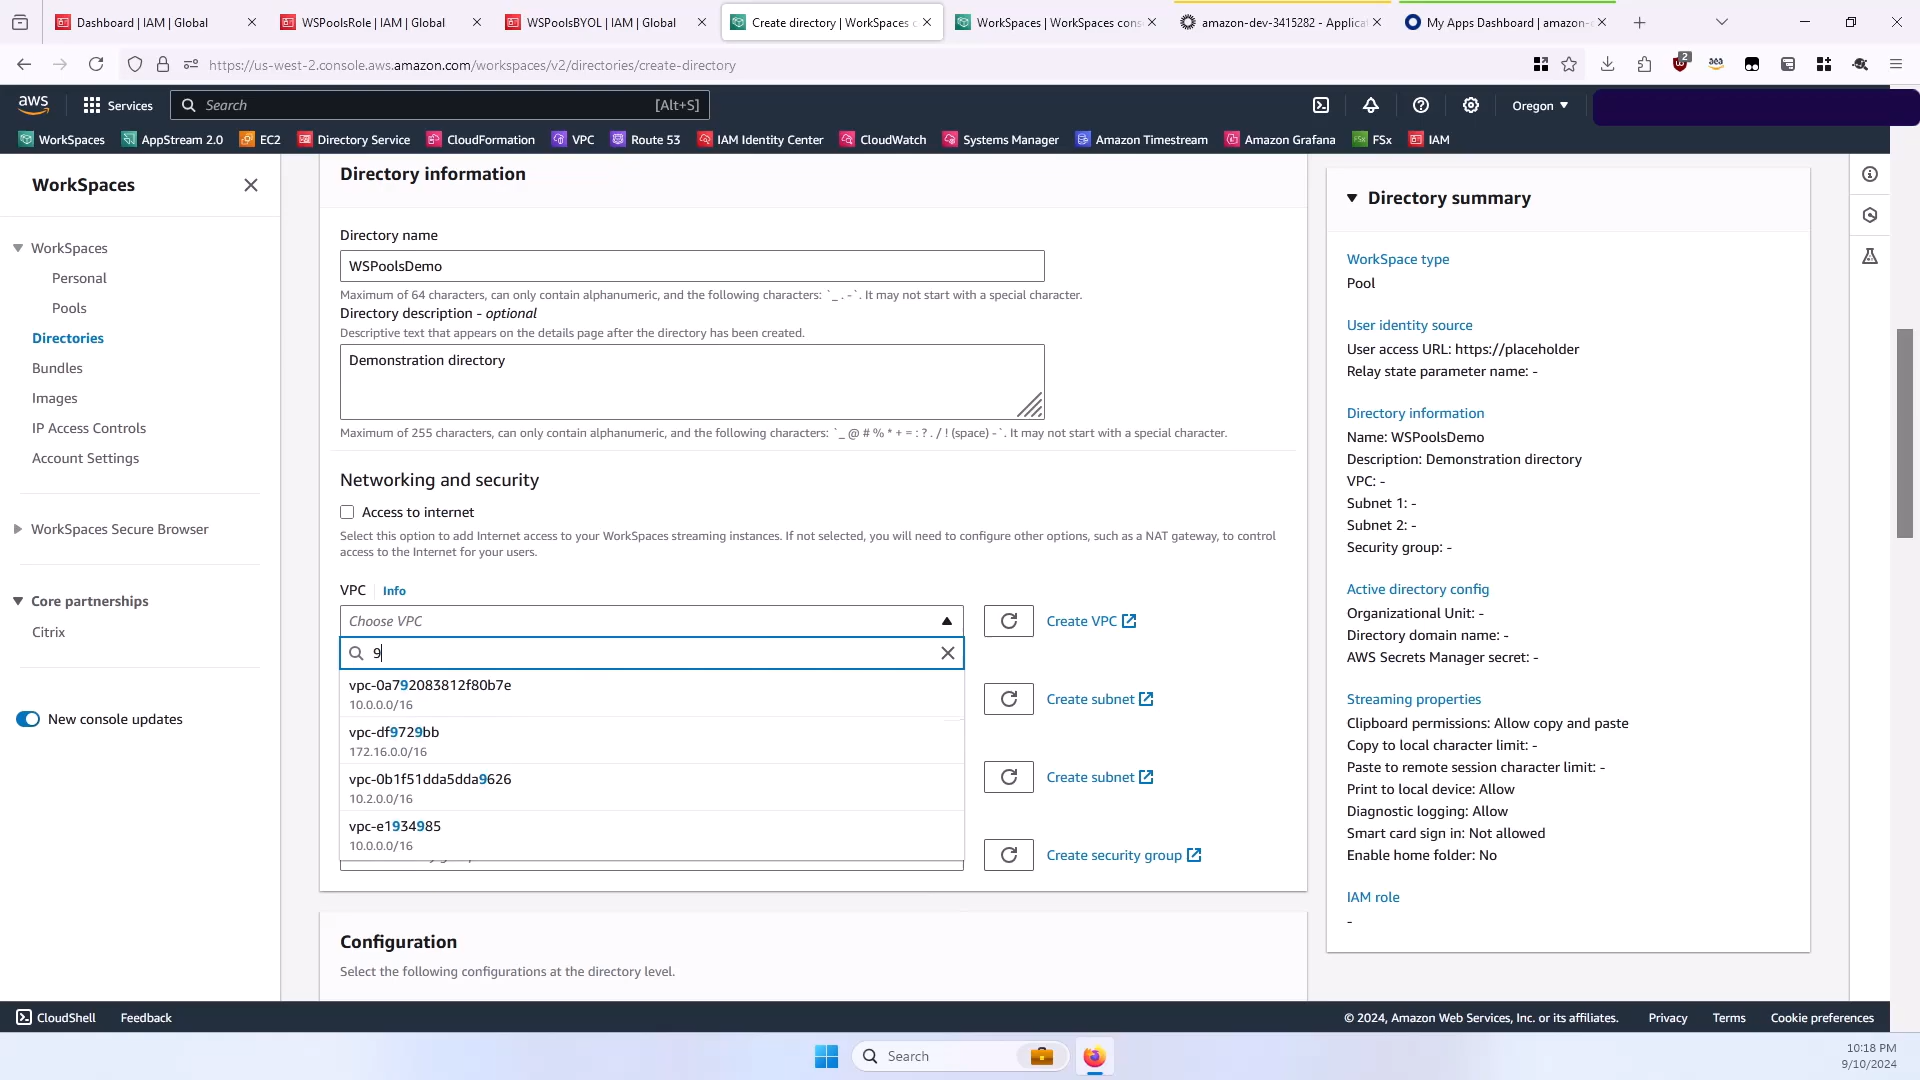 Dashboard | IAM | Global
WSPoolsRole | IAM | Global
WSPoolsBYOL | IAM | Global
Create directory | WorkSpaces c
WorkSpaces | WorkSpaces cons
amazon-dev-3415282 - Applica
My Apps Dashboard | amazon-
https://us-west-2.console.aws.amazon.com/workspaces/v2/directories/create-directory
2
aws
Services
Search
[Alt+S]
Oregon
WorkSpaces
AppStream 2.0
EC2
Directory Service
CloudFormation
VPC
Route 53
IAM Identity Center
CloudWatch
Systems Manager
Amazon Timestream
Amazon Grafana
FSx
IAM
WorkSpaces
WorkSpaces
Personal
Pools
Directories
Bundles
Images
IP Access Controls
Account Settings
WorkSpaces Secure Browser
Core partnerships
Citrix
New console updates
Directory information
Directory name
WSPoolsDemo
Maximum of 64 characters, can only contain alphanumeric, and the following characters: `_ . -`. It may not start with a special character.
Directory description - optional
Descriptive text that appears on the details page after the directory has been created.
Demonstration directory
Maximum of 255 characters, can only contain alphanumeric, and the following characters: `_ @ # % * + = : ? . / ! (space) -`. It may not start with a special character.
Networking and security
Access to internet
Select this option to add Internet access to your WorkSpaces streaming instances. If not selected, you will need to configure other options, such as a NAT gateway, to control
access to the Internet for your users.
VPC
Info
Choose VPC
Create VPC
9
vpc-0a792083812f80b7e
10.0.0.0/16
Create subnet
vpc-df9729bb
172.16.0.0/16
vpc-0b1f51dda5dda9626
10.2.0.0/16
Create subnet
vpc-e1934985
10.0.0.0/16
Create security group
Configuration
Select the following configurations at the directory level.
Directory summary
WorkSpace type
Pool
User identity source
User access URL: https://placeholder
Relay state parameter name: -
Directory information
Name: WSPoolsDemo
Description: Demonstration directory
VPC: -
Subnet 1: -
Subnet 2: -
Security group: -
Active directory config
Organizational Unit: -
Directory domain name: -
AWS Secrets Manager secret: -
Streaming properties
Clipboard permissions: Allow copy and paste
Copy to local character limit: -
Paste to remote session character limit: -
Print to local device: Allow
Diagnostic logging: Allow
Smart card sign in: Not allowed
Enable home folder: No
IAM role
-
CloudShell
Feedback
© 2024, Amazon Web Services, Inc. or its affiliates.
Privacy
Terms
Cookie preferences
Search
10:18 PM
9/10/2024